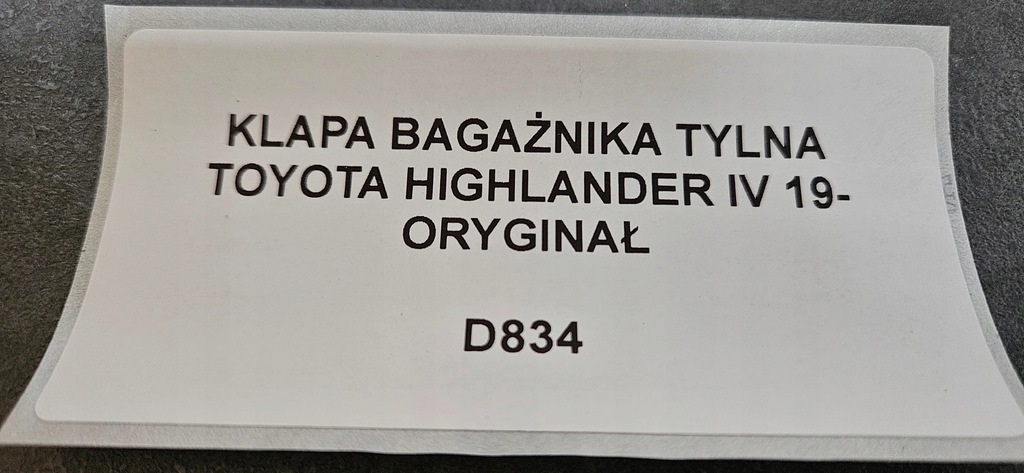 KLAPA BAGAŻNIKA TYLNA
TOYOTA HIGHLANDER IV 19-
ORYGINAŁ
D834